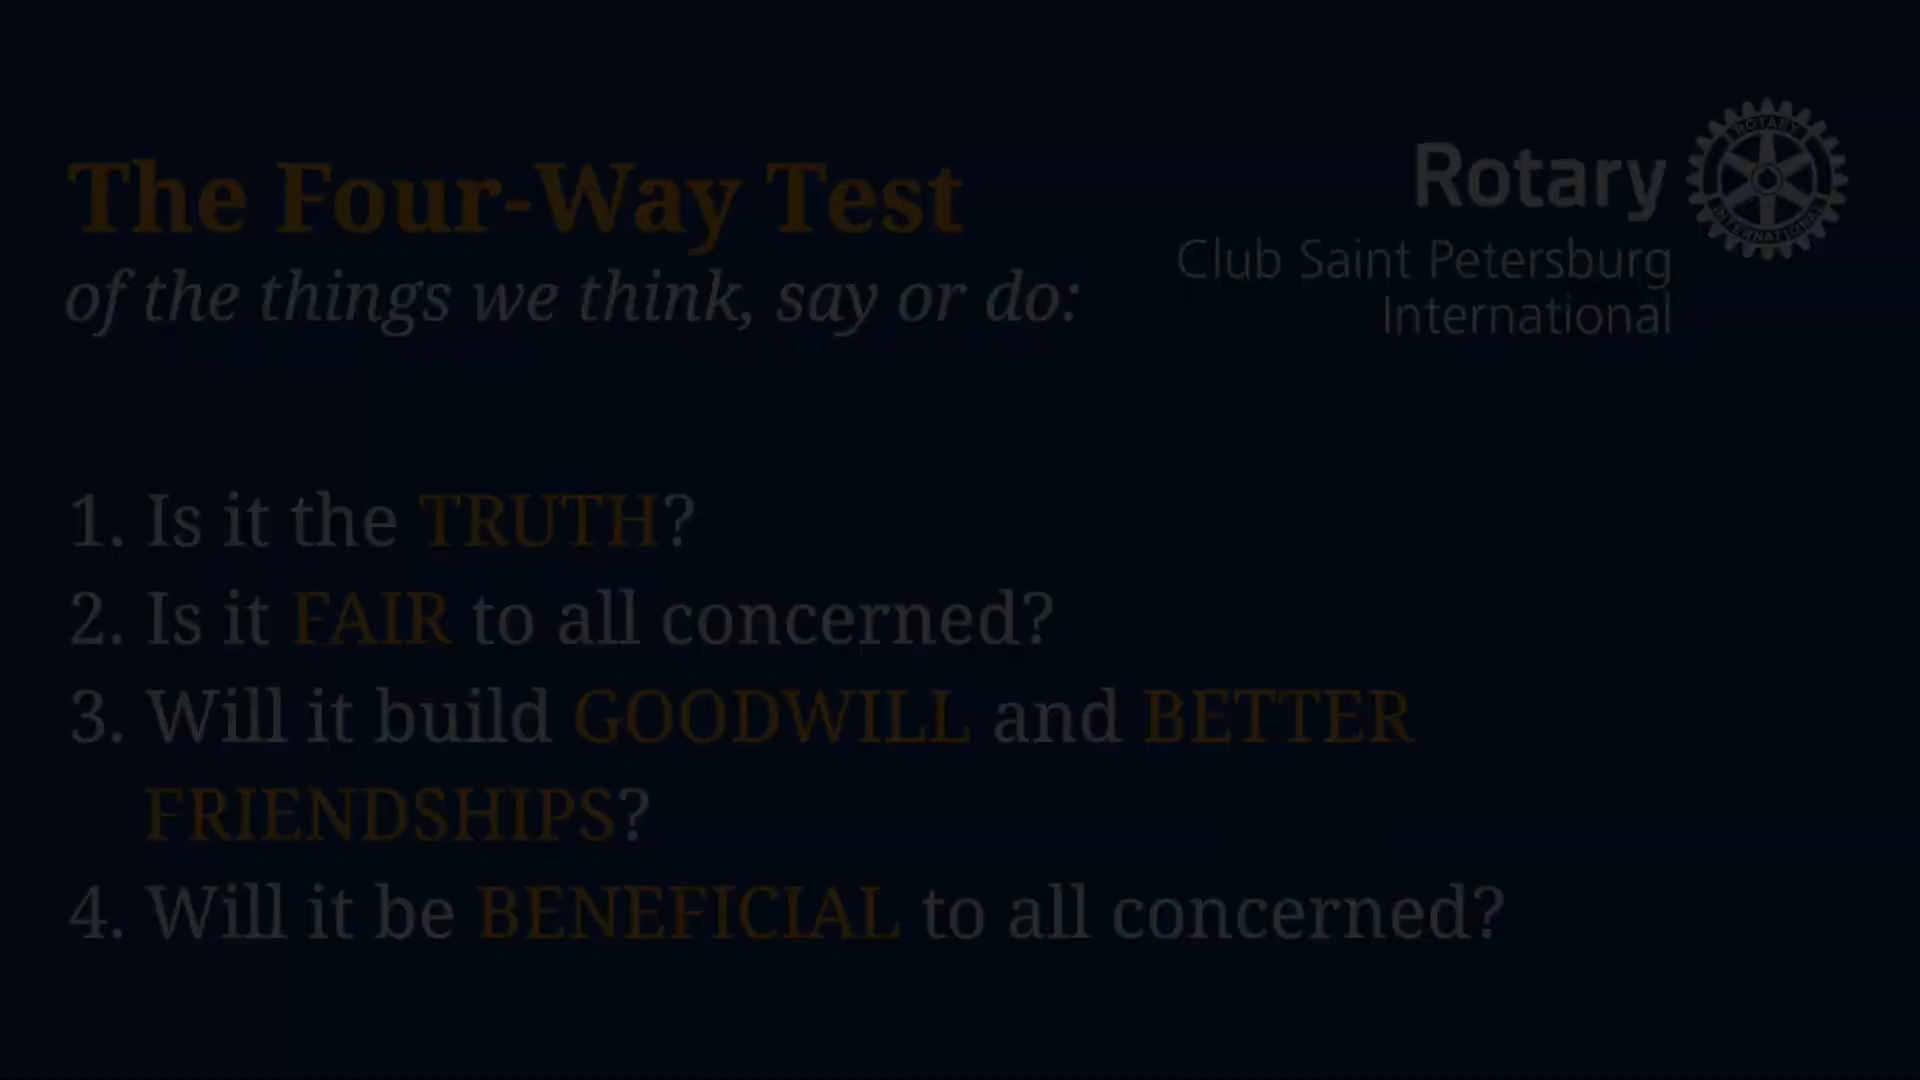 The Four-Way Test
of the things we think, say or do:
Rotary
ROTARY
INTERNATIONAL
Club Saint Petersburg
International
1. Is it the TRUTH?
2. Is it FAIR to all concerned?
3. Will it build GOODWILL and BETTER
FRIENDSHIPS?
4. Will it be BENEFICIAL to all concerned?